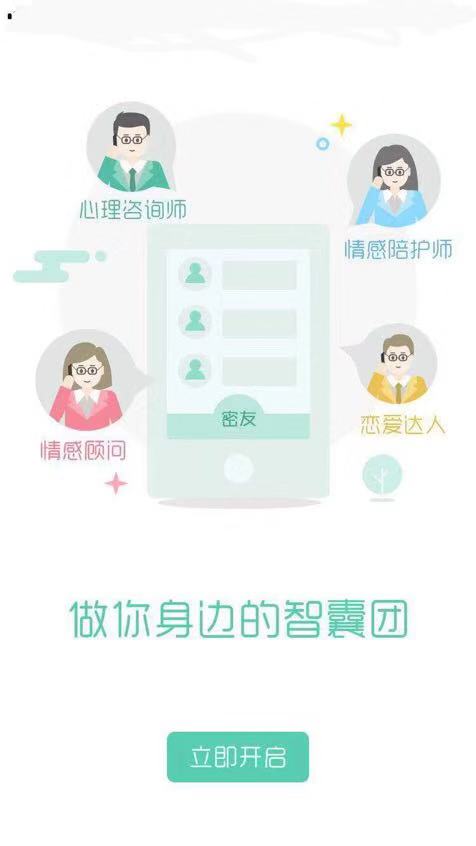 心理咨询师
情感陪护师
情感顾问
恋爱达人
密友
做你身边的智囊团
立即开启